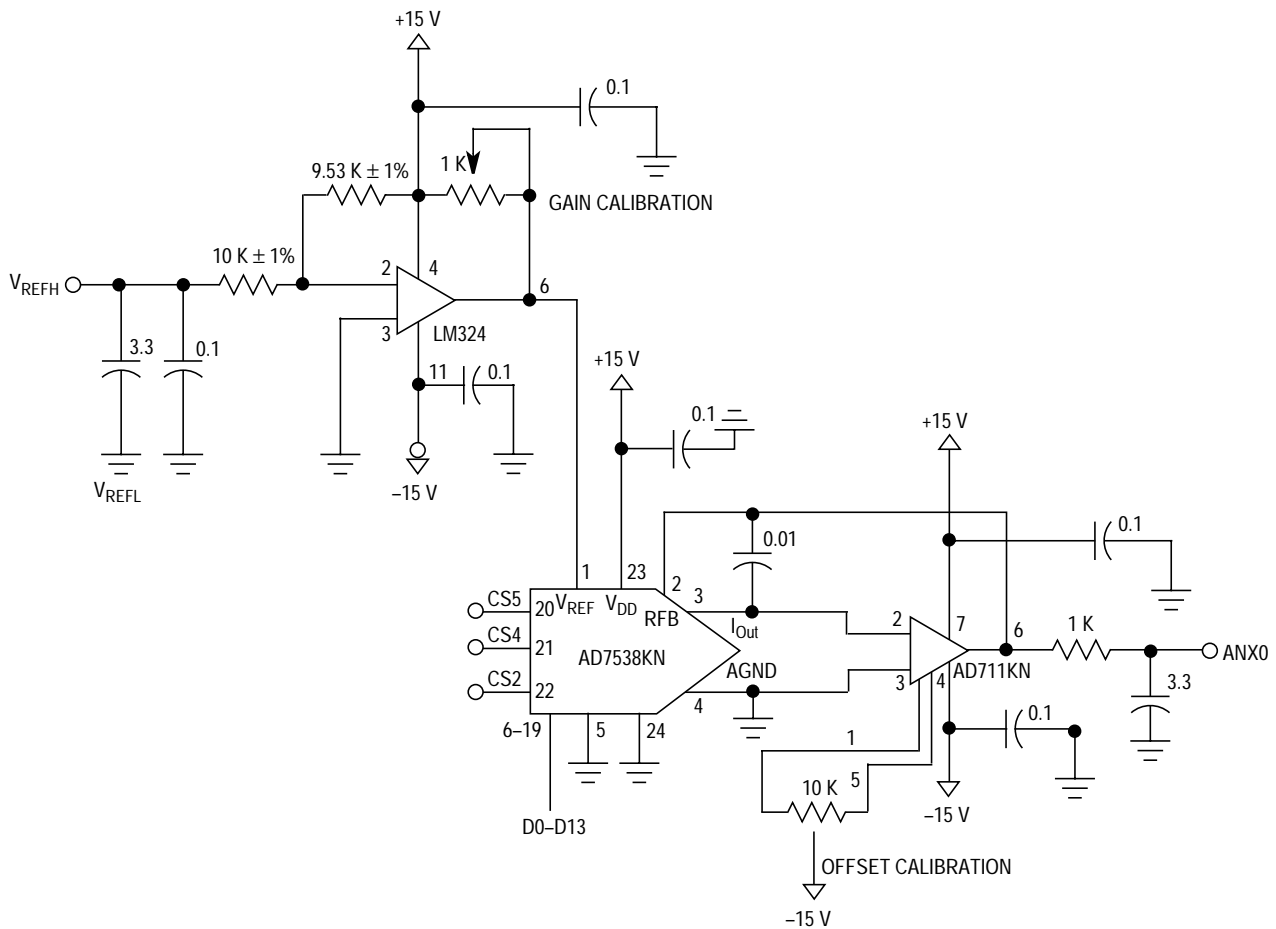 +15 V
0.1
9.53 K ± 1%
1 K
GAIN CALIBRATION
10 K ± 1%
V_REFH
2
4
6
3
LM324
3.3
0.1
11
0.1
–15 V
V_REFL
+15 V
0.1
+15 V
0.01
0.1
1
23
2
3
CS5
20
V_REF
V_DD
RFB
I_Out
CS4
21
AD7538KN
AGND
CS2
22
4
6–19
5
24
D0–D13
2
7
6
1 K
ANX0
3
4
AD711KN
3.3
0.1
1
5
10 K
–15 V
OFFSET CALIBRATION
–15 V